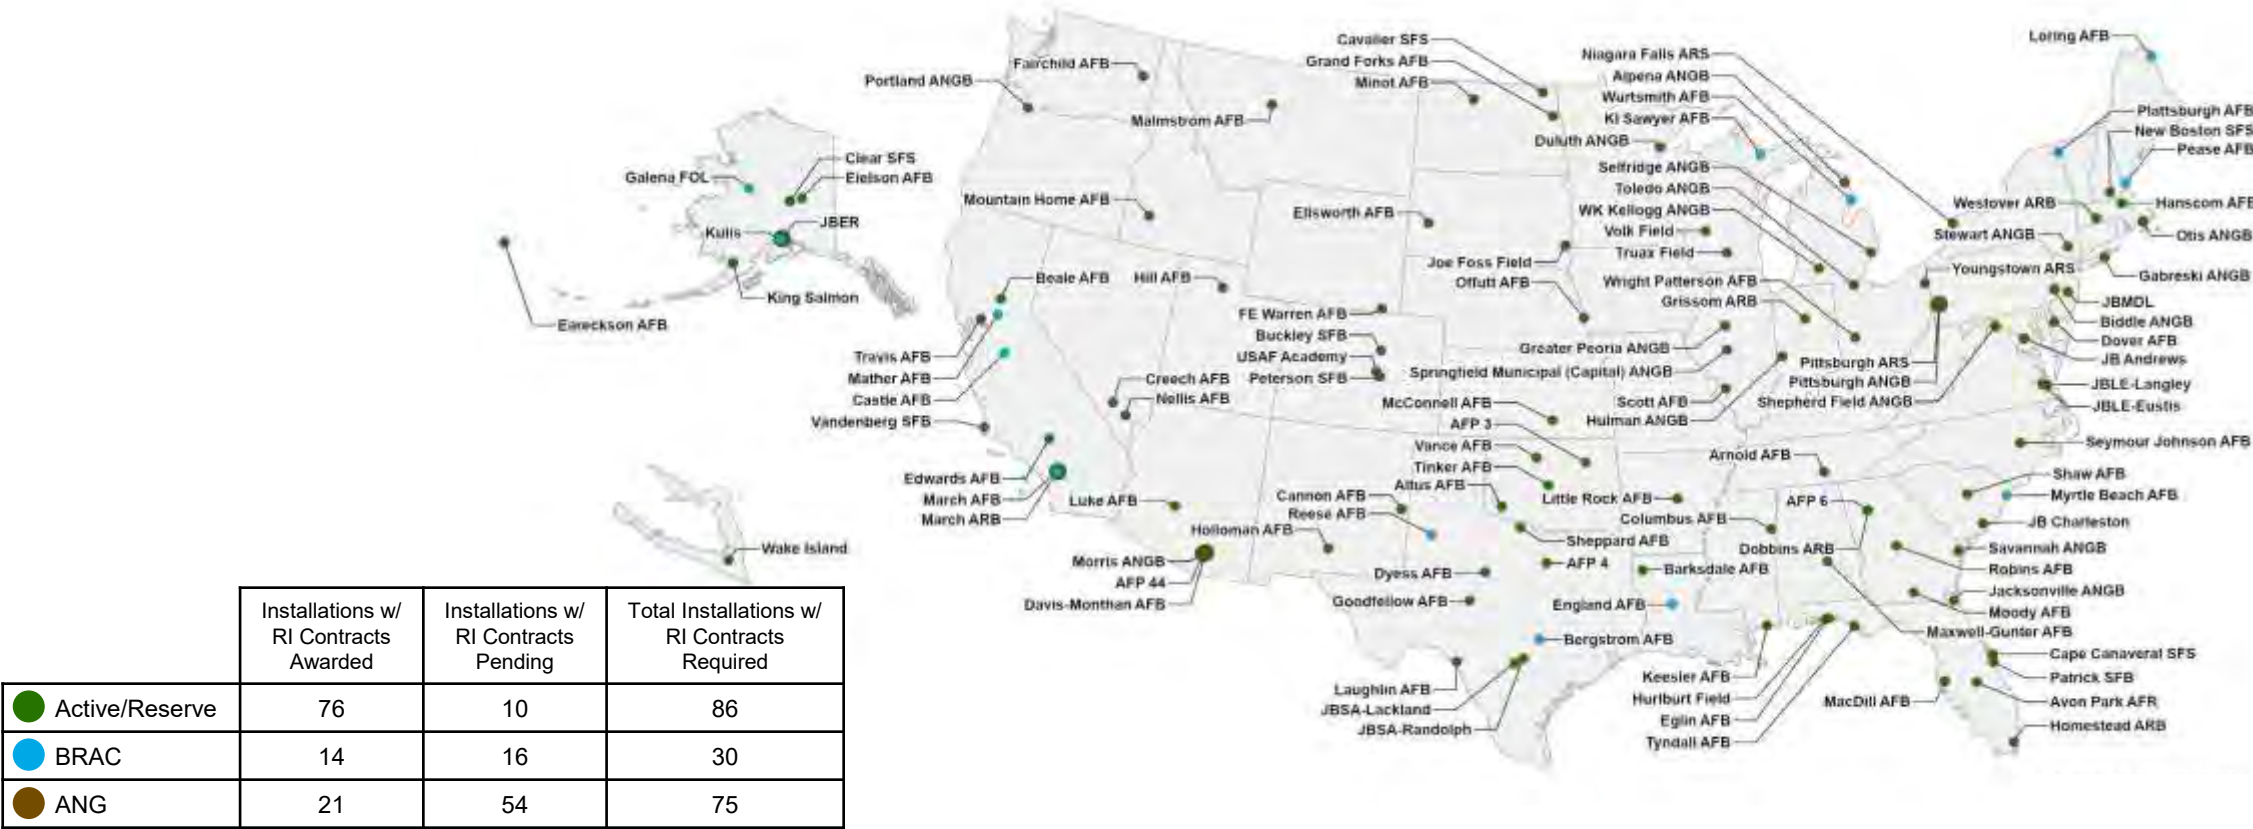 Cavalier SFS
Grand Forks AFB
Minot AFB
Niagara Falls ARS
Alpena ANGB
Wurtsmith AFB
KI Sawyer AFB
Duluth ANGB
Selfridge ANGB
Toledo ANGB
WK Kellogg ANGB
Volk Field
Truax Field
Wright Patterson AFB
Grissom ARB
Loring AFB
Plattsburgh AFB
New Boston SFS
Pease AFB
Westover ARB
Hanscom AFB
Stewart ANGB
Otis ANGB
Youngstown ARS
Gabreski ANGB
JBMDL
Biddle ANGB
Dover AFB
JB Andrews
JBLE-Langley
JBLE-Eustis
Seymour Johnson AFB
Fairchild AFB
Portland ANGB
Malmstrom AFB
Mountain Home AFB
Ellsworth AFB
Joe Foss Field
Offutt AFB
Clear SFS
Eielson AFB
Galena FOL
JBER
Kulis
King Salmon
Eareckson AFB
Beale AFB
Hill AFB
FE Warren AFB
Buckley SFB
USAF Academy
Peterson SFB
Greater Peoria ANGB
Springfield Municipal (Capital) ANGB
Scott AFB
Hulman ANGB
Pittsburgh ARS
Pittsburgh ANGB
Shepherd Field ANGB
Travis AFB
Mather AFB
Castle AFB
Vandenberg SFB
Creech AFB
Nellis AFB
McConnell AFB
AFP 3
Vance AFB
Tinker AFB
Altus AFB
Little Rock AFB
Arnold AFB
Edwards AFB
March AFB
March ARB
Luke AFB
Cannon AFB
Reese AFB
Holloman AFB
Sheppard AFB
Columbus AFB
AFP 6
Dobbins ARB
Shaw AFB
Myrtle Beach AFB
JB Charleston
Savannah ANGB
Robins AFB
Jacksonville ANGB
Moody AFB
Maxwell-Gunter AFB
Wake Island
Morris ANGB
AFP 44
Davis-Monthan AFB
Dyess AFB
Goodfellow AFB
AFP 4
Barksdale AFB
England AFB
Bergstrom AFB
Laughlin AFB
JBSA-Lackland
JBSA-Randolph
Keesler AFB
Hurlburt Field
Eglin AFB
Tyndall AFB
MacDill AFB
Cape Canaveral SFS
Patrick SFB
Avon Park AFR
Homestead ARB
Installations w/ RI Contracts Awarded
Installations w/ RI Contracts Pending
Total Installations w/ RI Contracts Required
Active/Reserve 76 10 86
BRAC 14 16 30
ANG 21 54 75